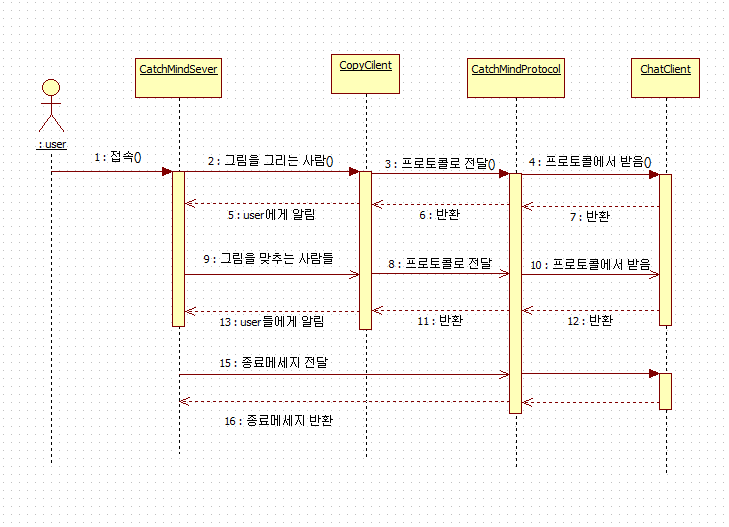 CatchMindSever
CopyCilent
CatchMindProtocol
ChatClient
: user
1 : 접속()
2 : 그림을 그리는 사람()
3 : 프로토콜로 전달()
4 : 프로토콜에서 받음()
5 : user에게 알림
6 : 반환
7 : 반환
9 : 그림을 맞추는 사람들
8 : 프로토콜로 전달
10 : 프로토콜에서 받음
13 : user들에게 알림
11 : 반환
12 : 반환
15 : 종료메세지 전달
16 : 종료메세지 반환